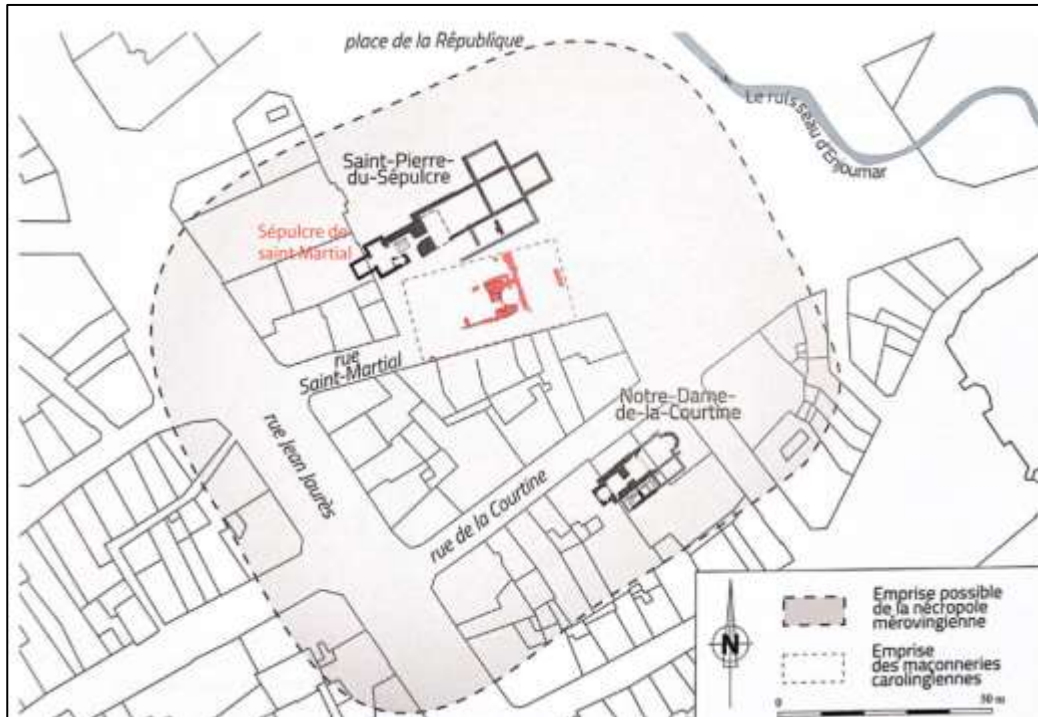 place de la République
Le ruisseau d'Enjoumar
Saint-Pierre-
du-Sépulcre
Sépulcre de
saint Martial
rue
Saint-Martial
Notre-Dame-
de-la-Courtine
rue Jean Jaurès
rue de la Courtine
N
Emprise possible
de la nécropole
mérovingienne
Emprise
des maçonneries
carolingiennes
0
50 m